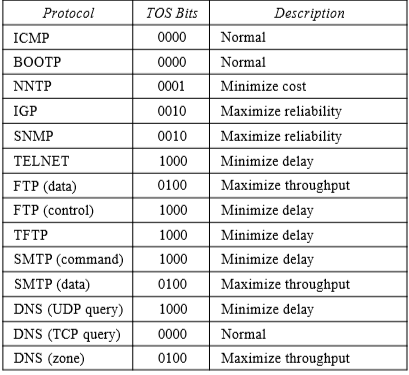 Protocol TOS Bits Description
ICMP 0000 Normal
BOOTP 0000 Normal
NNTP 0001 Minimize cost
IGP 0010 Maximize reliability
SNMP 0010 Maximize reliability
TELNET 1000 Minimize delay
FTP (data) 0100 Maximize throughput
FTP (control) 1000 Minimize delay
TFTP 1000 Minimize delay
SMTP (command) 1000 Minimize delay
SMTP (data) 0100 Maximize throughput
DNS (UDP query) 1000 Minimize delay
DNS (TCP query) 0000 Normal
DNS (zone) 0100 Maximize throughput